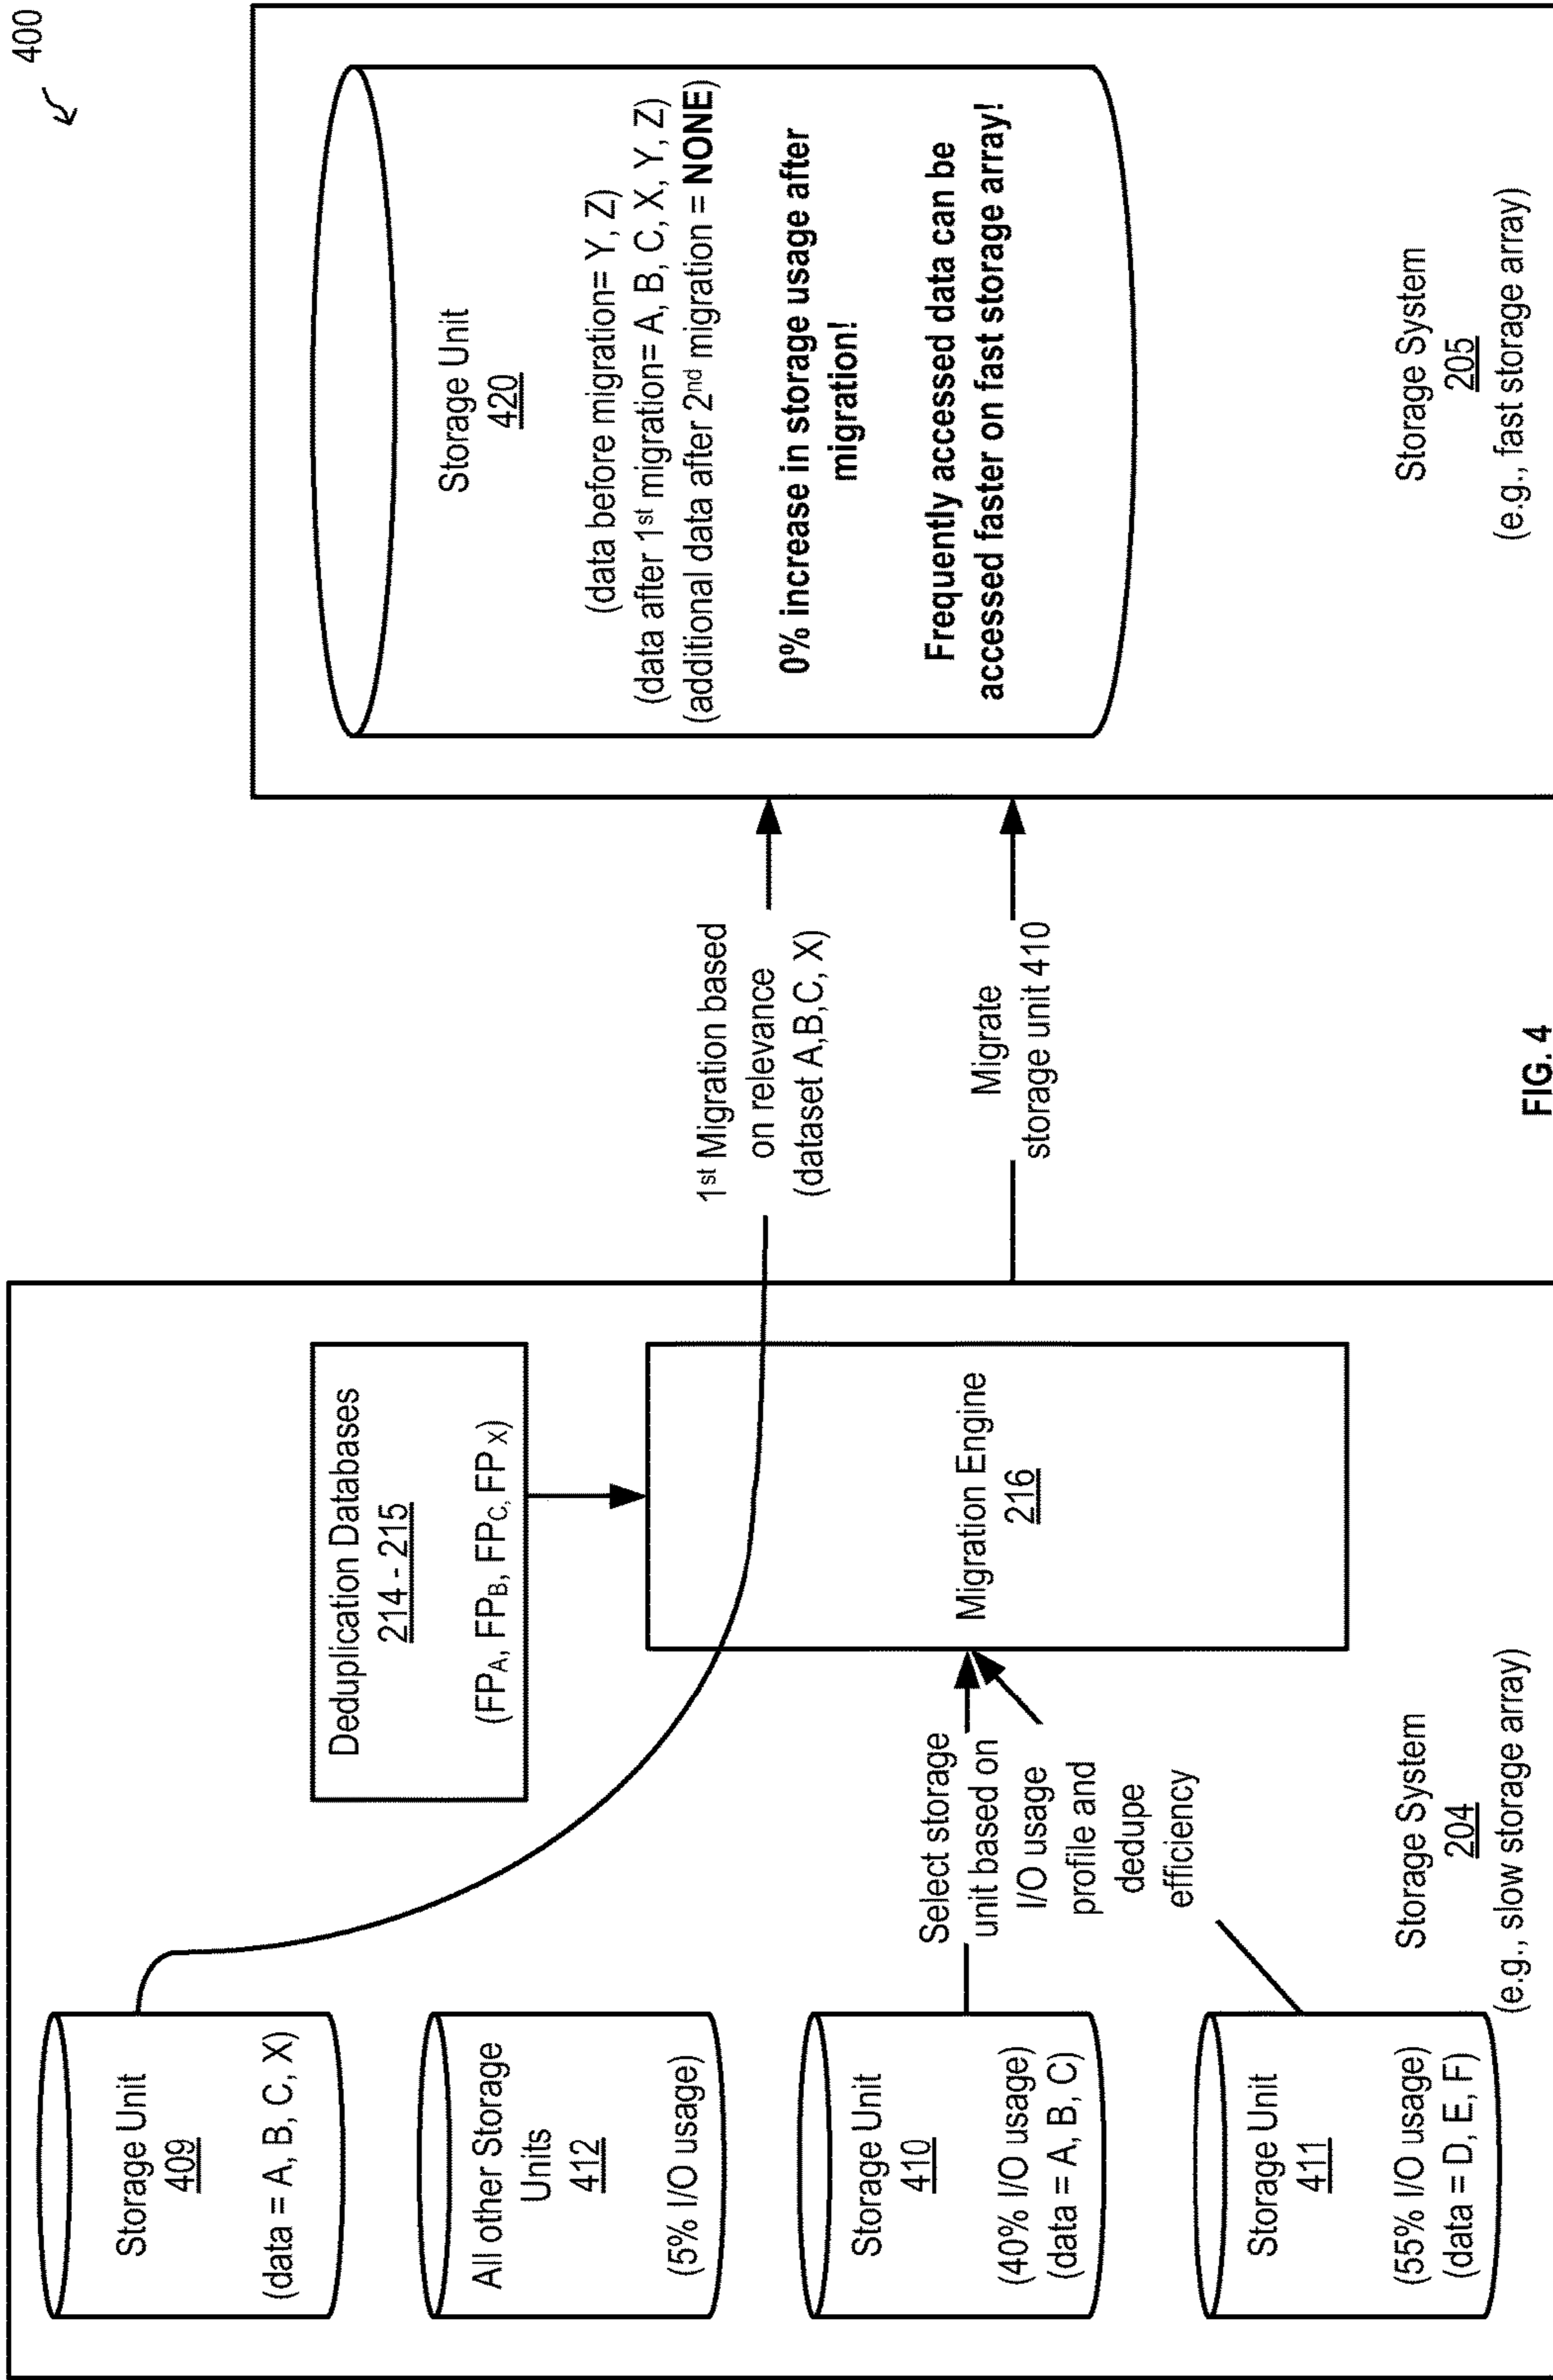 400
Storage Unit
409
(data = A, B, C, X)
All other Storage
Units
412
(5% I/O usage)
Storage Unit
410
(40% I/O usage)
(data = A, B, C)
Storage Unit
411
(55% I/O usage)
(data = D, E, F)
Deduplication Databases
214 - 215
(FPA, FPB, FPC, FP X)
Select storage
unit based on
I/O usage
profile and
dedupe
efficiency
Migration Engine
216
Storage System
204
(e.g., slow storage array)
1st Migration based
on relevance
(dataset A,B,C, X)
Migrate
storage unit 410
Storage Unit
420
(data before migration= Y, Z)
(data after 1st migration= A, B, C, X, Y, Z)
(additional data after 2nd migration = NONE)
0% increase in storage usage after
migration!
Frequently accessed data can be
accessed faster on fast storage array!
Storage System
205
(e.g., fast storage array)
FIG. 4